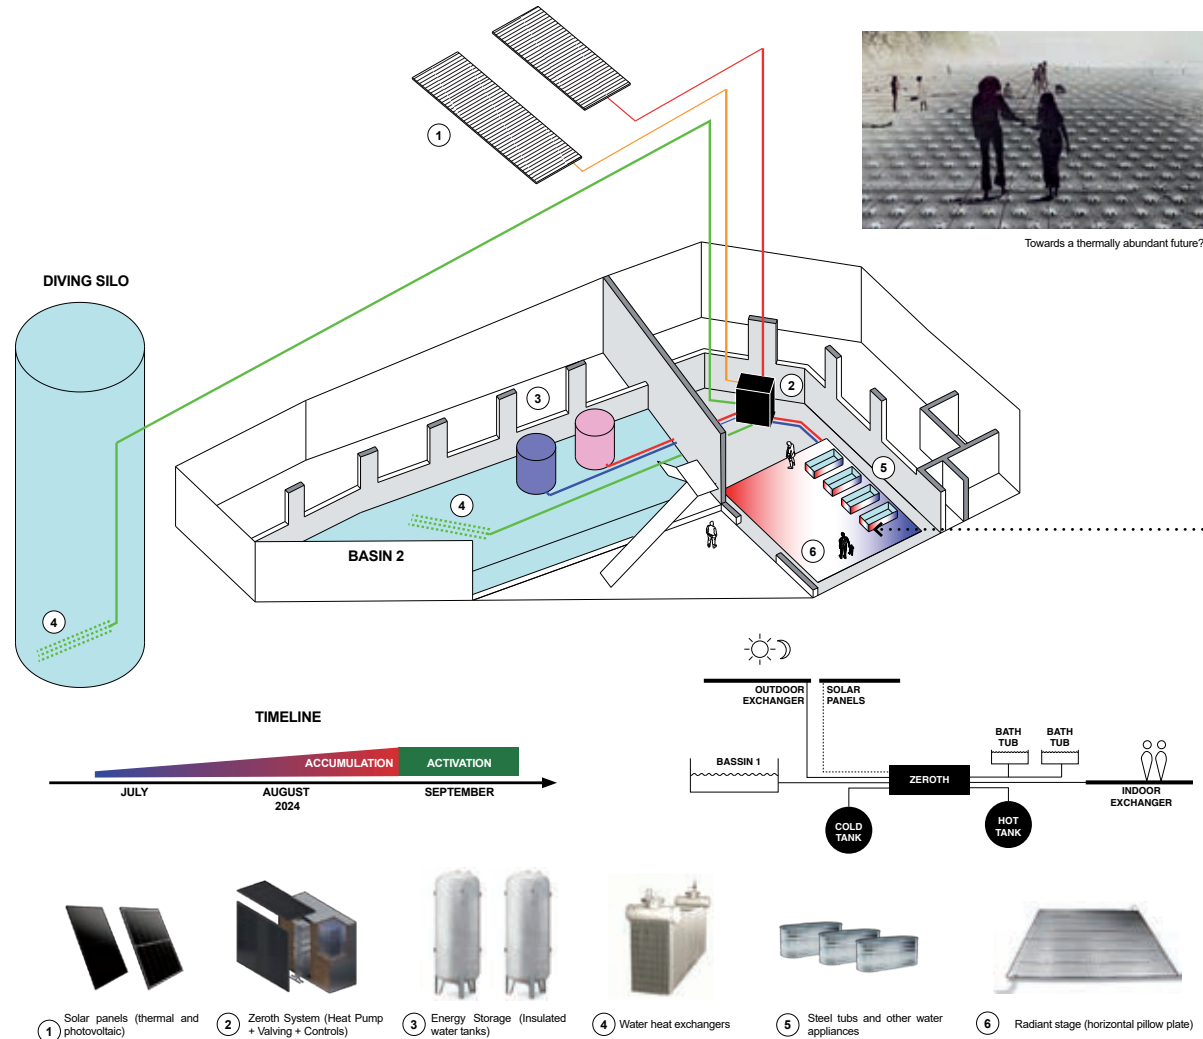 1
Towards a thermally abundant future?
DIVING SILO
2
3
5
4
BASIN 2
6
4
OUTDOOR
EXCHANGER
SOLAR
PANELS
TIMELINE
BATH
TUB
BATH
TUB
ACCUMULATION
ACTIVATION
BASSIN 1
ZEROTH
JULY
AUGUST
2024
SEPTEMBER
INDOOR
EXCHANGER
COLD
TANK
HOT
TANK
1 Solar panels (thermal and
photovoltaic)
2 Zeroth System (Heat Pump
+ Valving + Controls)
3 Energy Storage (Insulated
water tanks)
4 Water heat exchangers
5 Steel tubs and other water
appliances
6 Radiant stage (horizontal pillow plate)